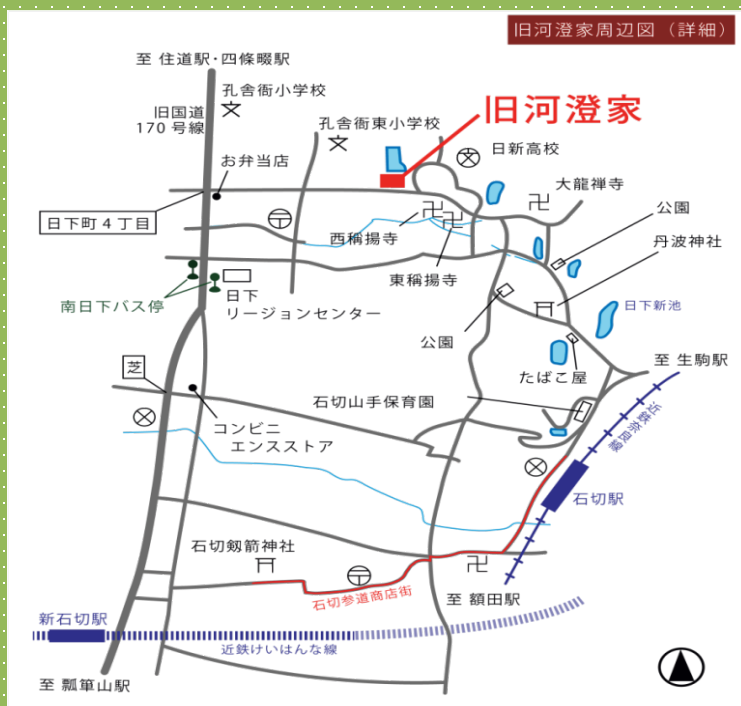 旧河澄家周辺図（詳細）
至 住道駅・四條畷駅
孔舎衙小学校
旧国道
170 号線
孔舎衙東小学校
旧河澄家
日新高校
お弁当店
大龍禅寺
公園
日下町４丁目
西稱揚寺
丹波神社
東稱揚寺
南日下バス停
日下
リージョンセンター
日下新池
公園
至 生駒駅
芝
たばこ屋
石切山手保育園
近鉄奈良線
コンビニ
エンスストア
石切駅
石切剱箭神社
石切参道商店街
至 額田駅
新石切駅
近鉄けいはんな線
至 瓢箪山駅